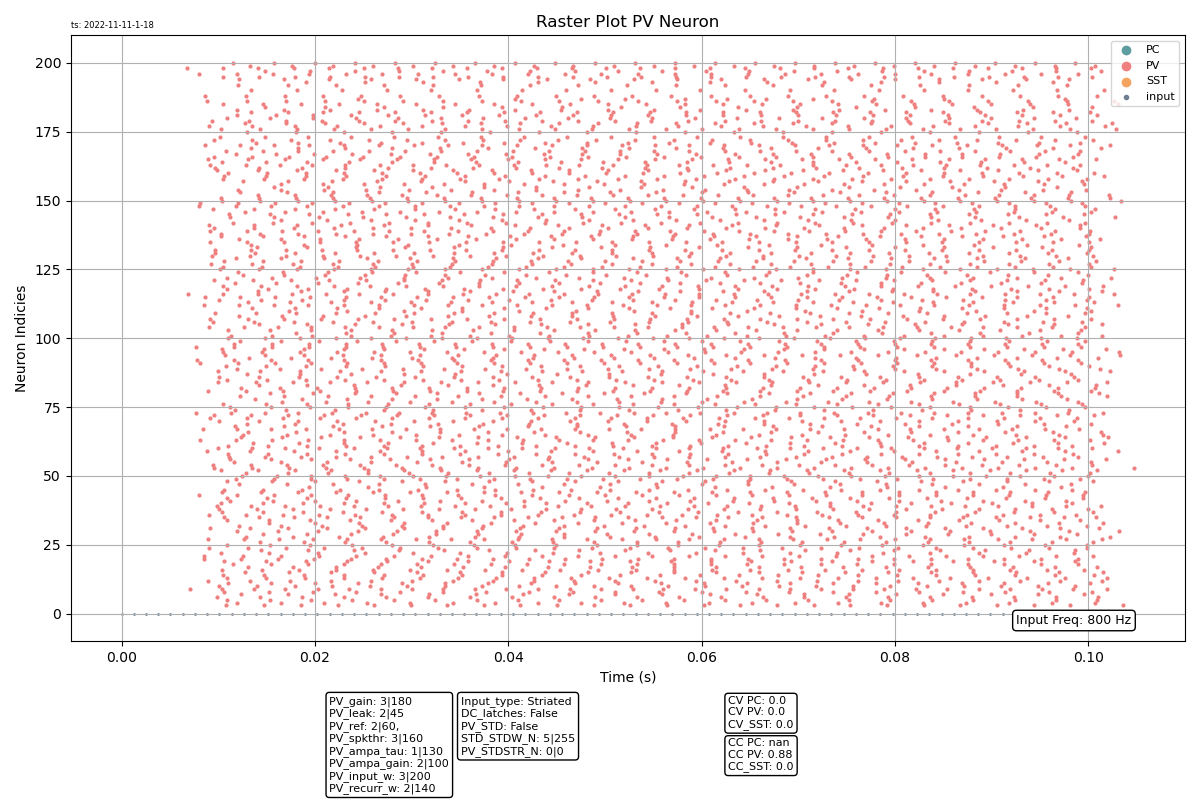 ts: 2022-11-11-1-18
Raster Plot PV Neuron
PC
PV
SST
input
Neuron Indicies
200
175
150
125
100
75
50
25
0
Input Freq: 800 Hz
0.00 0.02 0.04 0.06 0.08 0.10
Time (s)
PV_gain: 3|180
PV_leak: 2|45
PV_ref: 2|60,
PV_spkthr: 3|160
PV_ampa_tau: 1|130
PV_ampa_gain: 2|100
PV_input_w: 3|200
PV_recurr_w: 2|140
Input_type: Striated
DC_latches: False
PV_STD: False
STD_STDW_N: 5|255
PV_STDSTR_N: 0|0
CV PC: 0.0
CV PV: 0.0
CV_SST: 0.0
CC PC: nan
CC PV: 0.88
CC_SST: 0.0